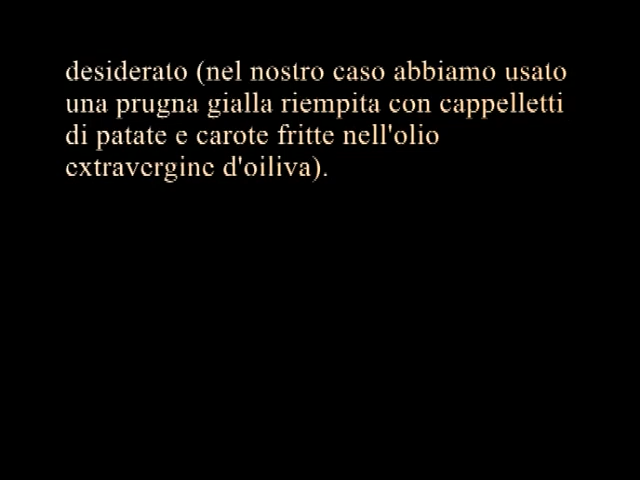 desiderato (nel nostro caso abbiamo usato
una prugna gialla riempita con cappelletti
di patate e carote fritte nell'olio
extravergine d'oiliva).